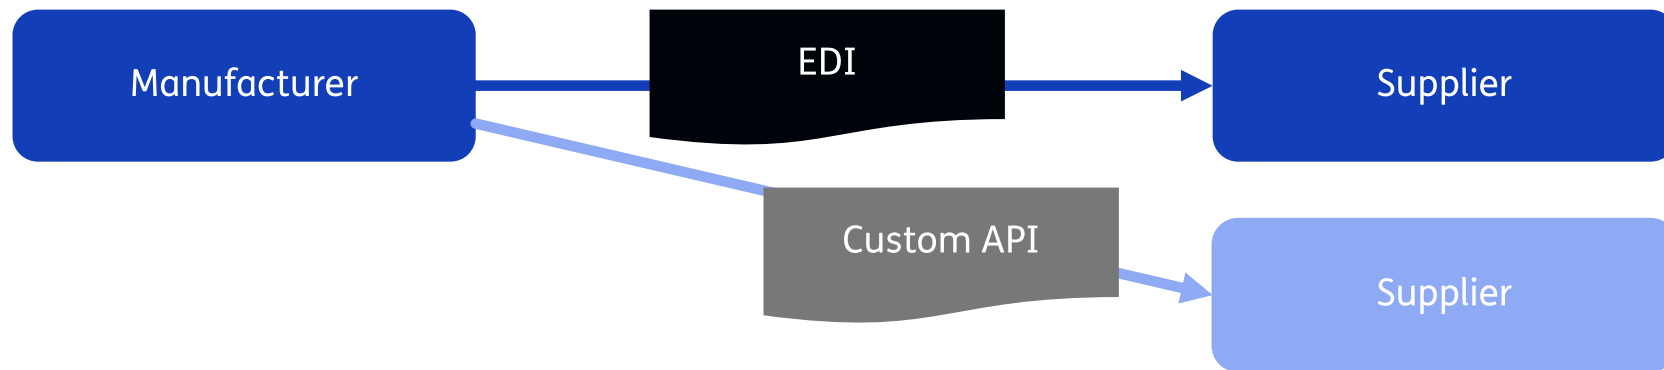 Manufacturer
EDI
Supplier
Custom API
Supplier